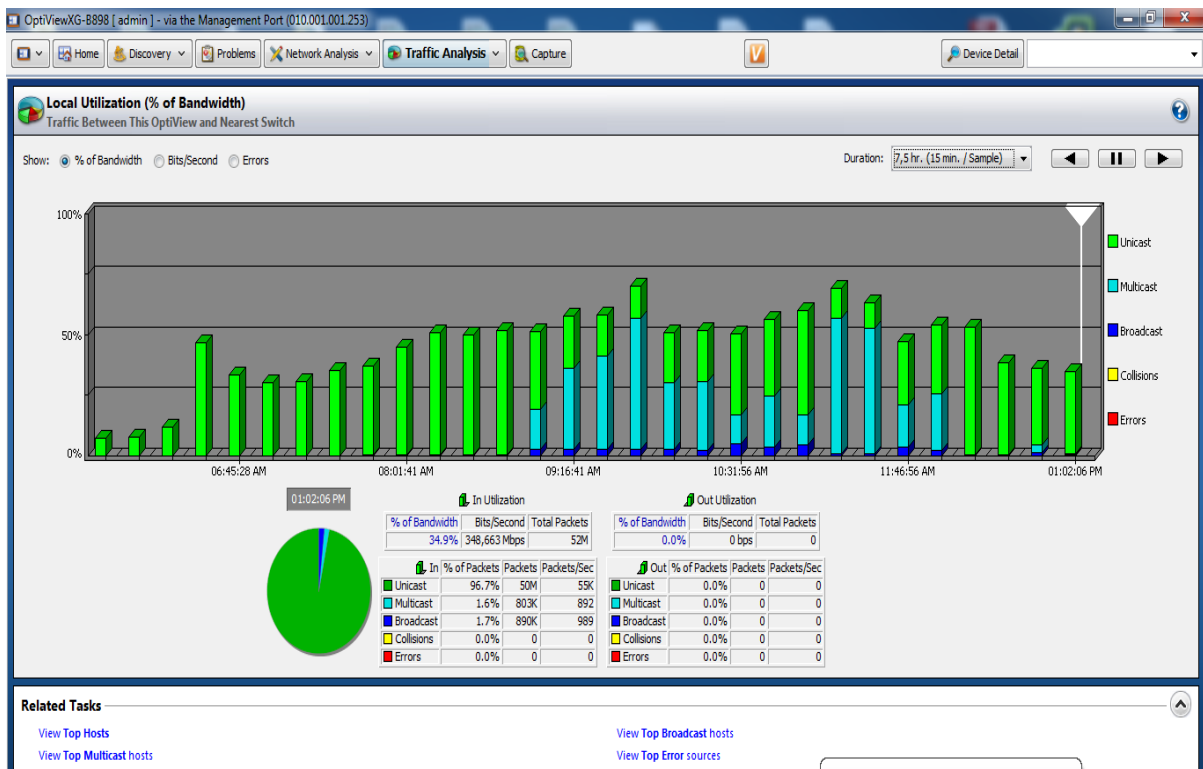 OptiViewXG-B898 [ admin ] - via the Management Port (010.001.001.253)
Home Discovery Problems Network Analysis Traffic Analysis Capture V Device Detail
Local Utilization (% of Bandwidth)
Traffic Between This OptiView and Nearest Switch
?
Show: % of Bandwidth Bits/Second Errors Duration: 7,5 hr. (15 min. / Sample)
100%
50%
0%
Unicast
Multicast
Broadcast
Collisions
Errors
06:45:28 AM 08:01:41 AM 09:16:41 AM 10:31:56 AM 11:46:56 AM 01:02:06 PM
01:02:06 PM
In Utilization
% of Bandwidth Bits/Second Total Packets
34.9% 348,663 Mbps 52M
In % of Packets Packets Packets/Sec
Unicast 96.7% 50M 55K
Multicast 1.6% 803K 892
Broadcast 1.7% 890K 989
Collisions 0.0% 0 0
Errors 0.0% 0 0
Out Utilization
% of Bandwidth Bits/Second Total Packets
0.0% 0 bps 0
Out % of Packets Packets Packets/Sec
Unicast 0.0% 0 0
Multicast 0.0% 0 0
Broadcast 0.0% 0 0
Collisions 0.0% 0 0
Errors 0.0% 0 0
Related Tasks
View Top Hosts
View Top Multicast hosts
View Top Broadcast hosts
View Top Error sources